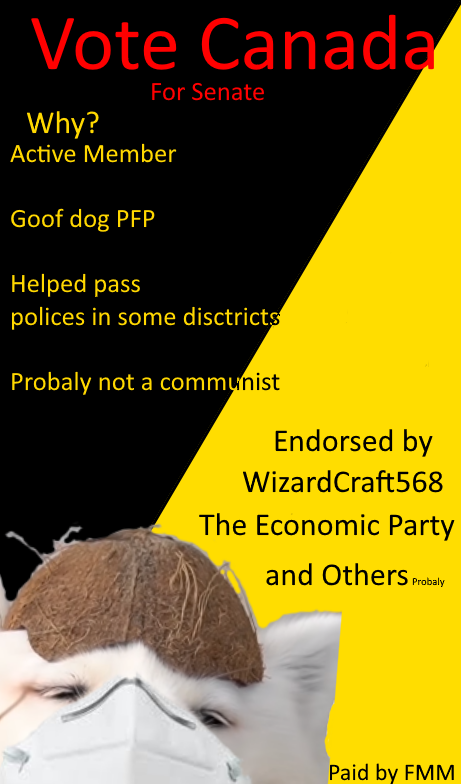 Vote Canada
For Senate
Why?
Active Member
Goof dog PFP
Helped pass
polices in some disctricts
Probaly not a communist
Endorsed by
WizardCraft568
The Economic Party
and Others Probaly
Paid by FMM